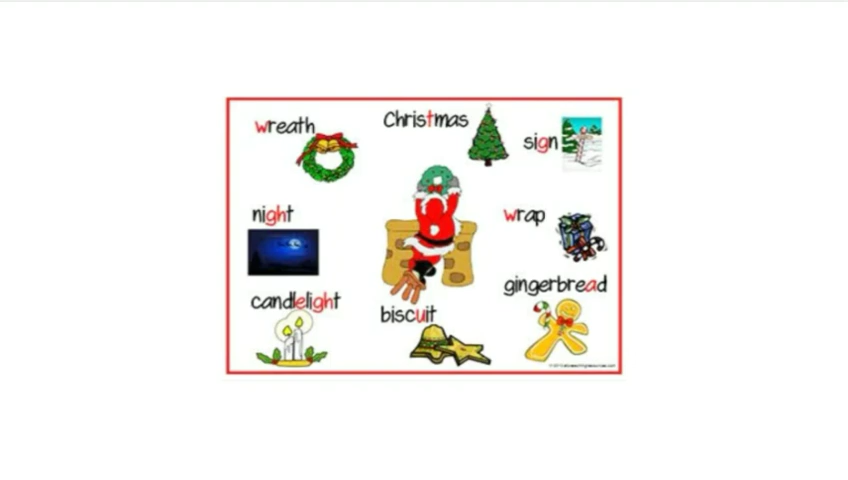 wreath
Christmas
sign
night
wrap
gingerbread
candlelight
biscuit